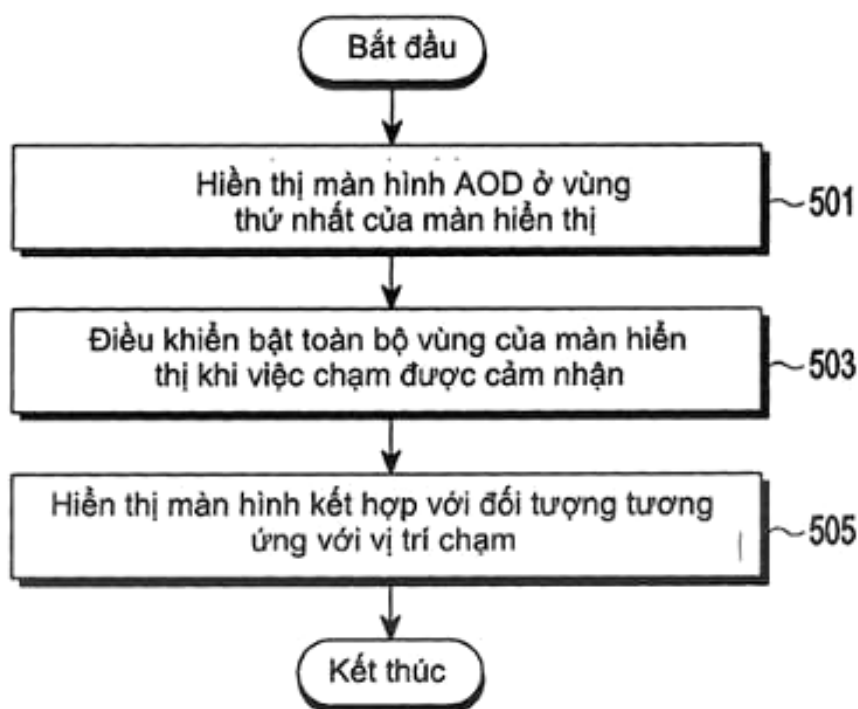 Bắt đầu
Hiển thị màn hình AOD ở vùng
thứ nhất của màn hiển thị
501
Điều khiển bật toàn bộ vùng của màn hiển
thị khi việc chạm được cảm nhận
503
Hiển thị màn hình kết hợp với đối tượng tương
ứng với vị trí chạm
505
Kết thúc